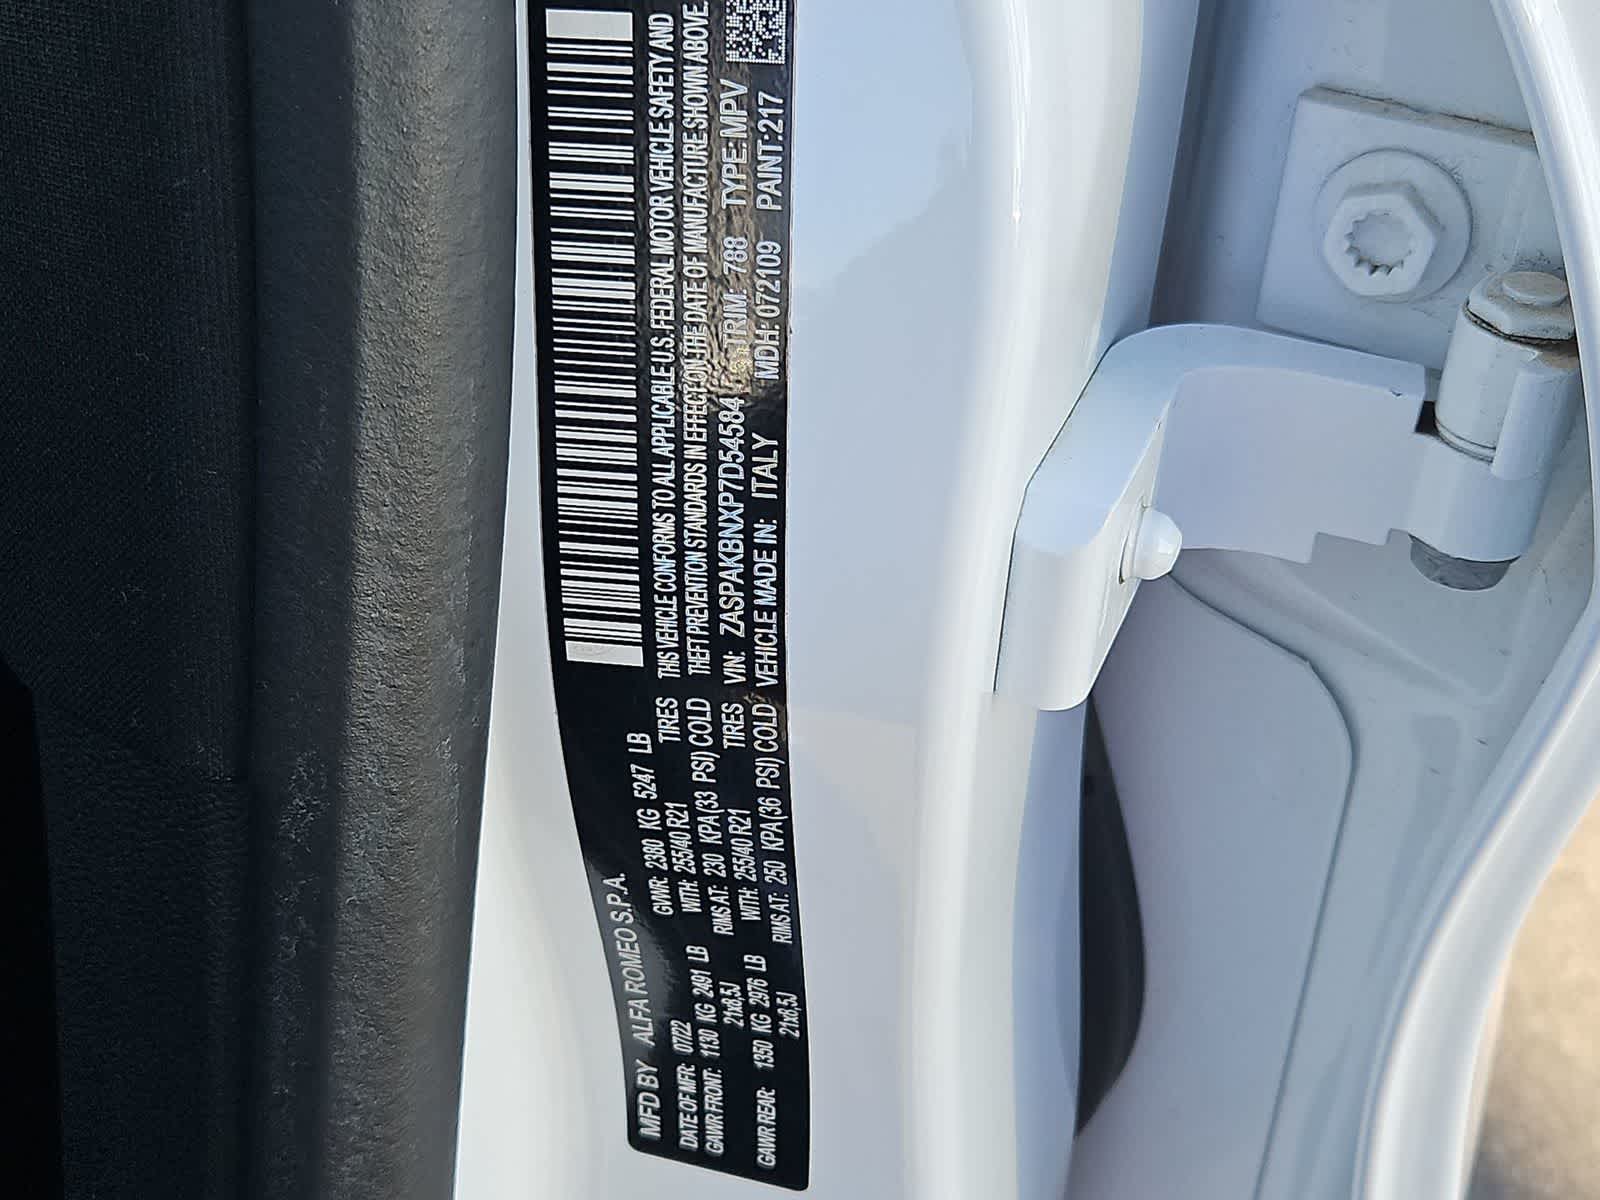 MFD BY ALFA ROMEO S.P.A.
DATE OF MFR: 07/22 GVWR: 2380 KG 5247 LB
GAWR FRONT: 1130 KG 2491 LB WITH: 255/40 R21 TIRES
21x8,5J RIMS AT: 230 KPA(33 PSI) COLD
GAWR REAR: 1350 KG 2976 LB WITH: 255/40 R21 TIRES
21x8,5J RIMS AT: 250 KPA(36 PSI) COLD
THIS VEHICLE CONFORMS TO ALL APPLICABLE U.S. FEDERAL MOTOR VEHICLE SAFETY AND
THEFT PREVENTION STANDARDS IN EFFECT ON THE DATE OF MANUFACTURE SHOWN ABOVE.
VIN: ZASPAKBNXP7D54584 TRIM: 788 TYPE: MPV
VEHICLE MADE IN: ITALY MDH: 072109 PAINT: 217